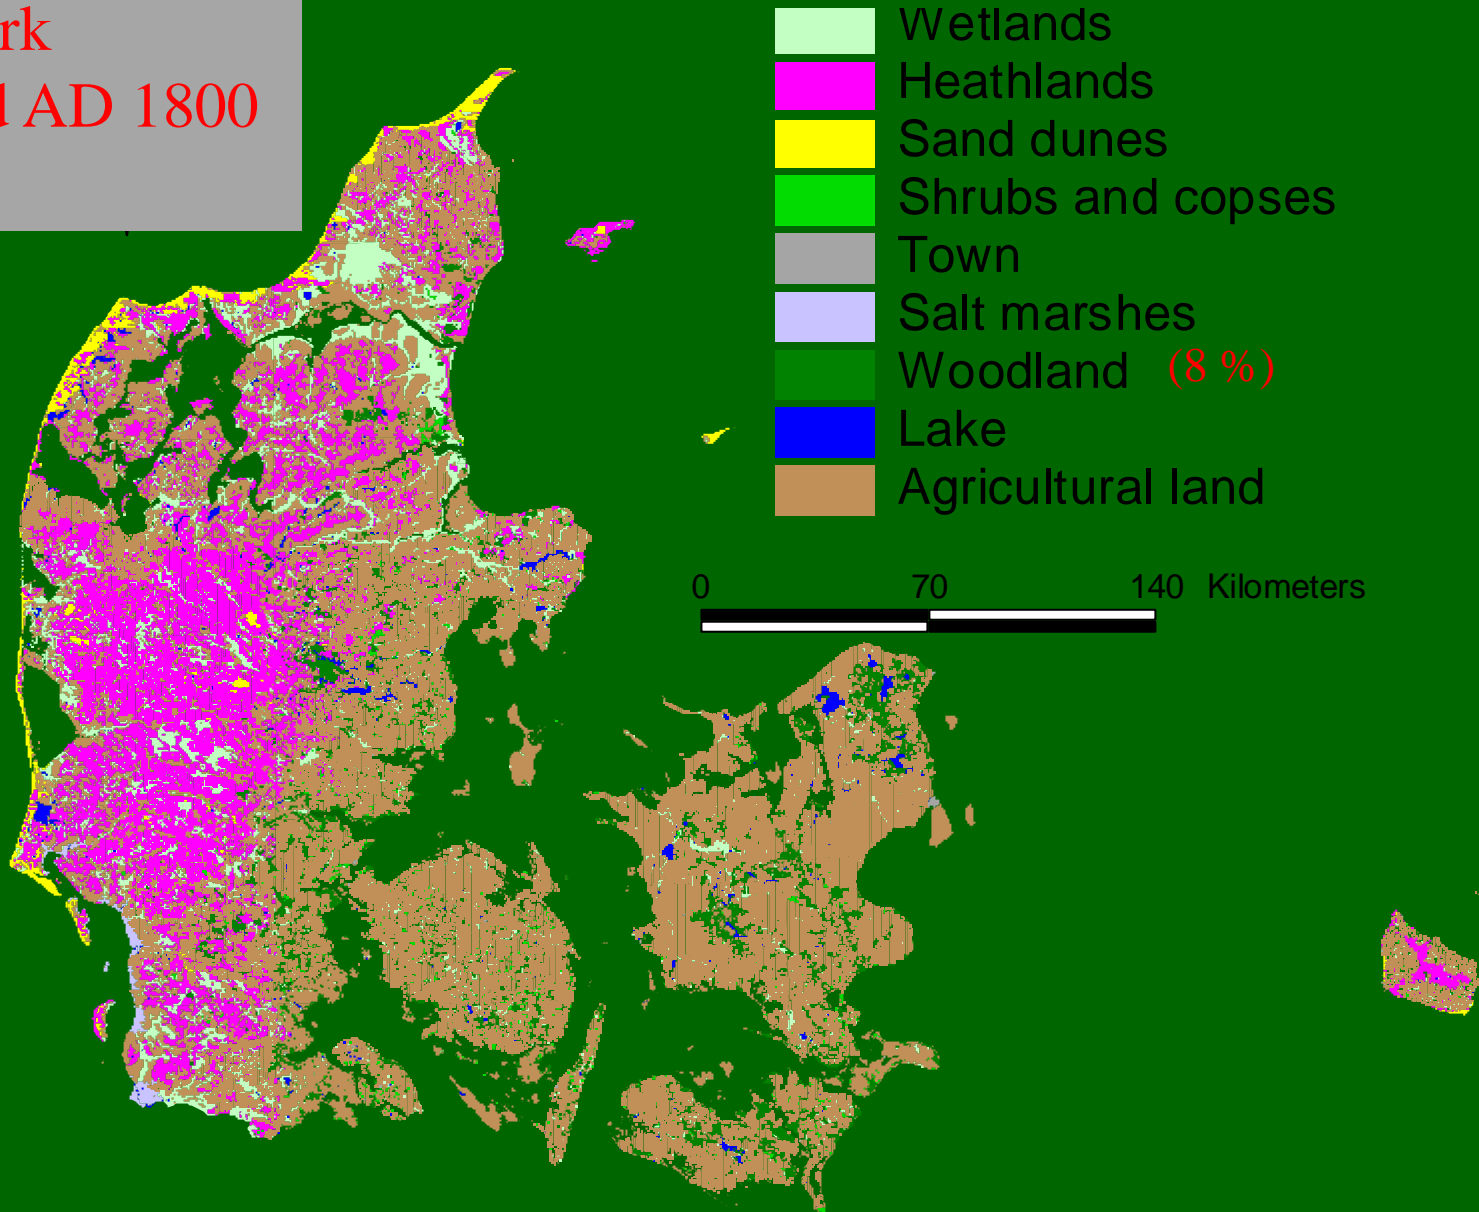 rk
AD 1800
Wetlands
Heathlands
Sand dunes
Shrubs and copses
Town
Salt marshes
Woodland (8 %)
Lake
Agricultural land
0 70 140 Kilometers